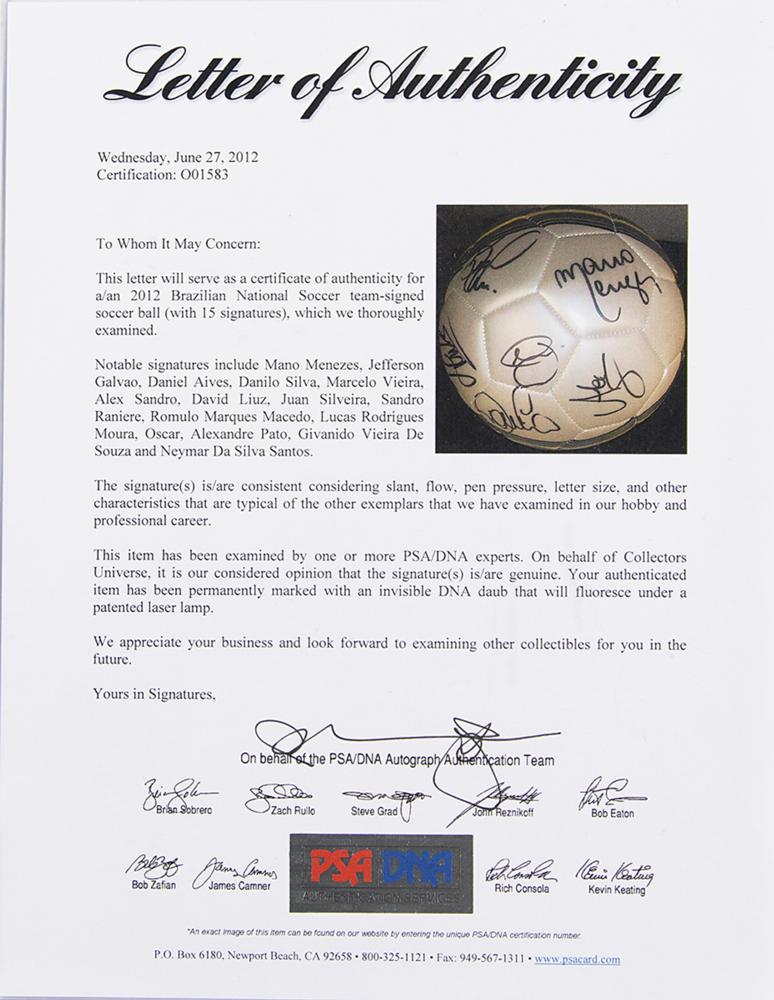 Letter of Authenticity
Wednesday, June 27, 2012
Certification: O01583
To Whom It May Concern:
This letter will serve as a certificate of authenticity for
a/an 2012 Brazilian National Soccer team-signed
soccer ball (with 15 signatures), which we thoroughly
examined.
Notable signatures include Mano Menezes, Jefferson
Galvao, Daniel Aives, Danilo Silva, Marcelo Vieira,
Alex Sandro, David Liuz, Juan Silveira, Sandro
Raniere, Romulo Marques Macedo, Lucas Rodrigues
Moura, Oscar, Alexandre Pato, Givanido Vieira De
Souza and Neymar Da Silva Santos.
mano
The signature(s) is/are consistent considering slant, flow, pen pressure, letter size, and other
characteristics that are typical of the other exemplars that we have examined in our hobby and
professional career.
This item has been examined by one or more PSA/DNA experts. On behalf of Collectors
Universe, it is our considered opinion that the signature(s) is/are genuine. Your authenticated
item has been permanently marked with an invisible DNA daub that will fluoresce under a
patented laser lamp.
We appreciate your business and look forward to examining other collectibles for you in the
future.
Yours in Signatures,
On behalf of the PSA/DNA Autograph Authentication Team
Brian Sobrero Zach Rullo Steve Grad John Reznikoff Bob Eaton
Bob Zafian James Camner PSA DNA Rich Consola Kevin Keating
AUTHENTICATION SERVICES
*An exact image of this item can be found on our website by entering the unique PSA/DNA certification number.
P.O. Box 6180, Newport Beach, CA 92658 • 800-325-1121 • Fax: 949-567-1311 • www.psacard.com